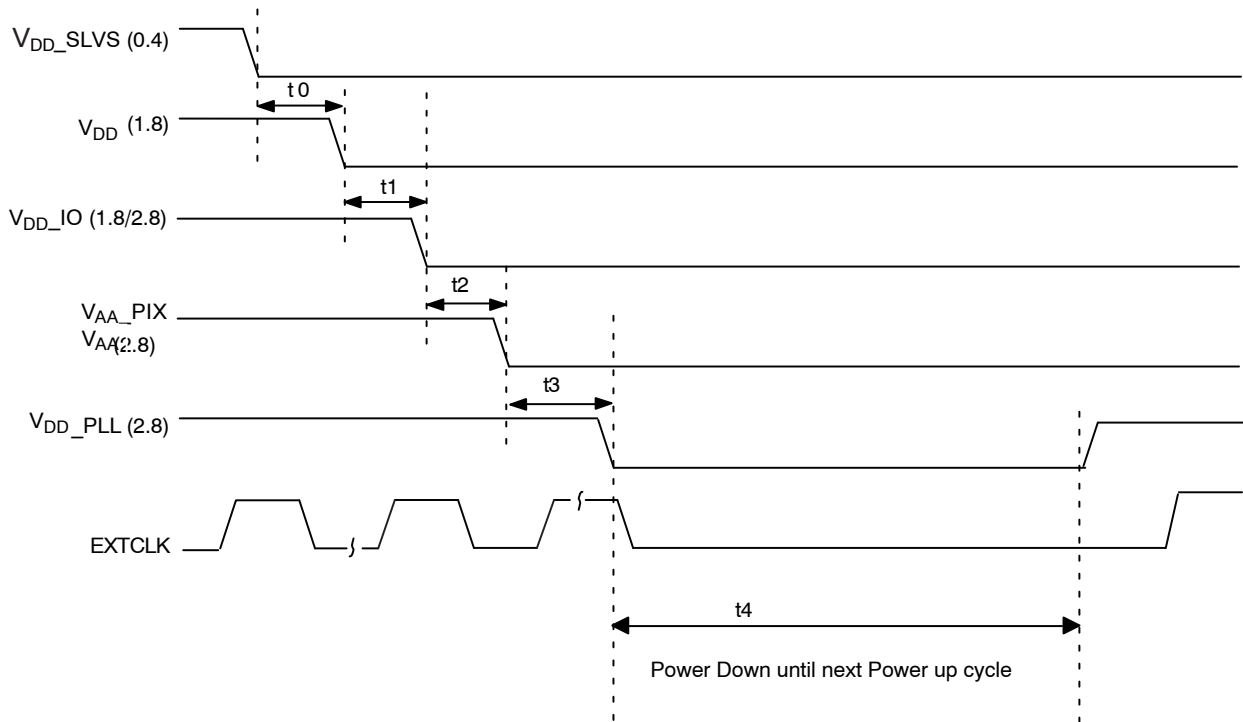 VDD_SLVS (0.4)
t0
VDD (1.8)
t1
VDD_IO (1.8/2.8)
t2
VAA_PIX
VAA(2.8)
t3
VDD_PLL (2.8)
EXTCLK
t4
Power Down until next Power up cycle